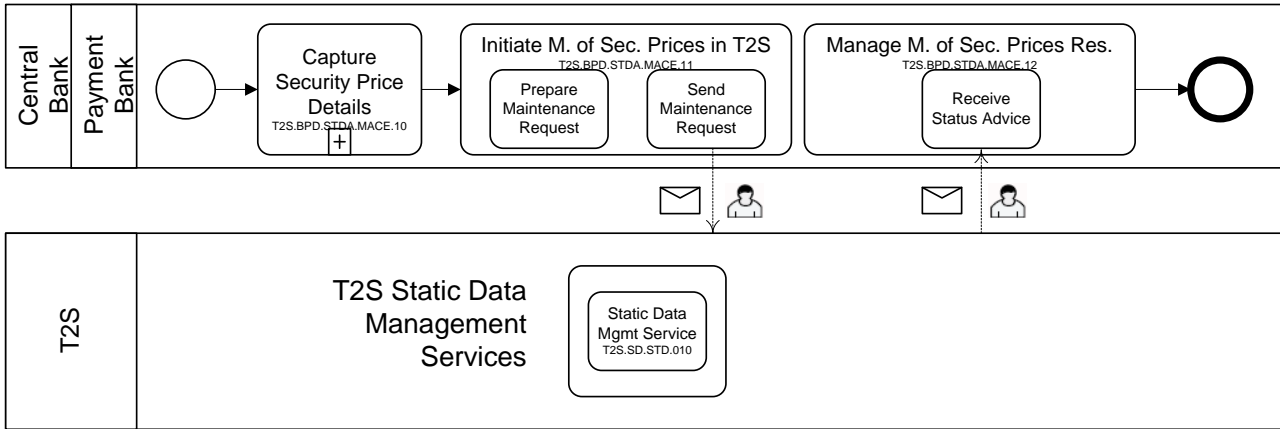 Central
Bank
Payment
Bank
Capture
Security Price
Details
T2S.BPD.STDA.MACE.10
Initiate M. of Sec. Prices in T2S
T2S.BPD.STDA.MACE.11
Prepare
Maintenance
Request
Send
Maintenance
Request
Manage M. of Sec. Prices Res.
T2S.BPD.STDA.MACE.12
Receive
Status Advice
T2S
T2S Static Data
Management
Services
Static Data
Mgmt Service
T2S.SD.STD.010